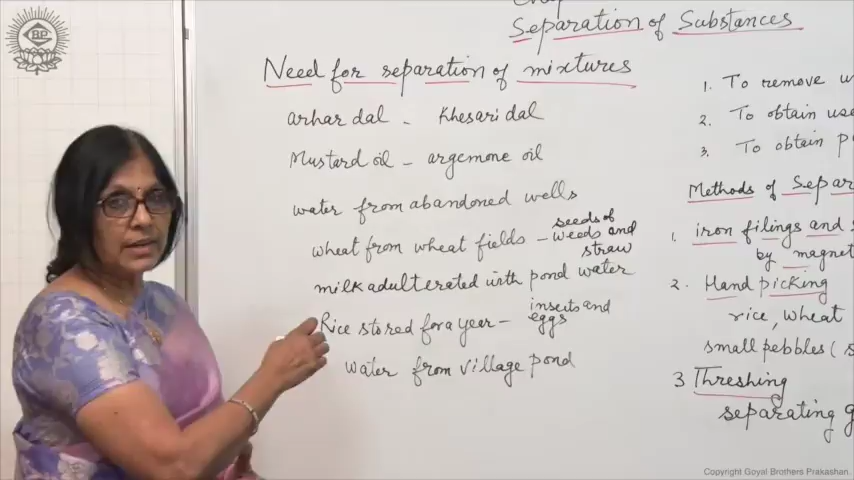 Separation of Substances
Need for separation of mixtures
arhar dal - Khesari dal
Mustard oil - argemone oil
water from abandoned wells
wheat from wheat fields - seeds of weeds and straw
milk adulterated with pond water
Rice stored for a year - insects and eggs
water from village pond
1. To remove
2. To obtain
3. To obtain
Methods of
1. iron filings and
by
2. Hand picking
rice, wheat
small pebbles (
3 Threshing
separating
GBP
Copyright Goyal Brothers Prakashan.